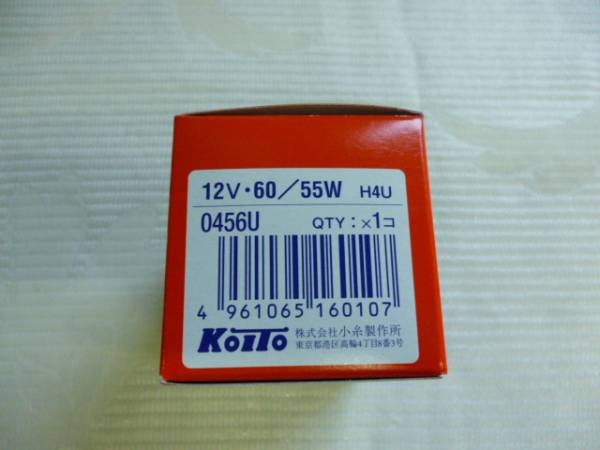 12V・60/55W H4U
0456U QTY：×1コ
4 961065 160107
KOITO 株式会社小糸製作所
東京都港区高輪4丁目8番3号